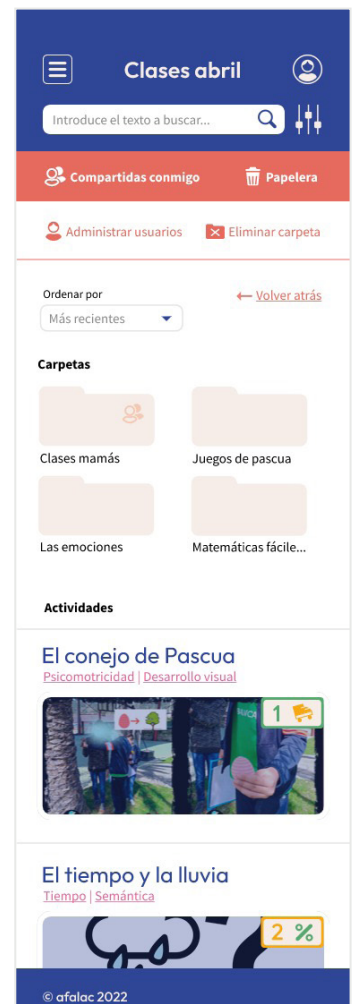 Clases abril
Introduce el texto a buscar...
Compartidas conmigo
Papelera
Administrar usuarios
Eliminar carpeta
Ordenar por
← Volver atrás
Más recientes
Carpetas
Clases mamás
Juegos de pascua
Las emociones
Matemáticas fácile...
Actividades
El conejo de Pascua
Psicomotricidad | Desarrollo visual
1
El tiempo y la lluvia
Tiempo | Semántica
2 %
© afalac 2022